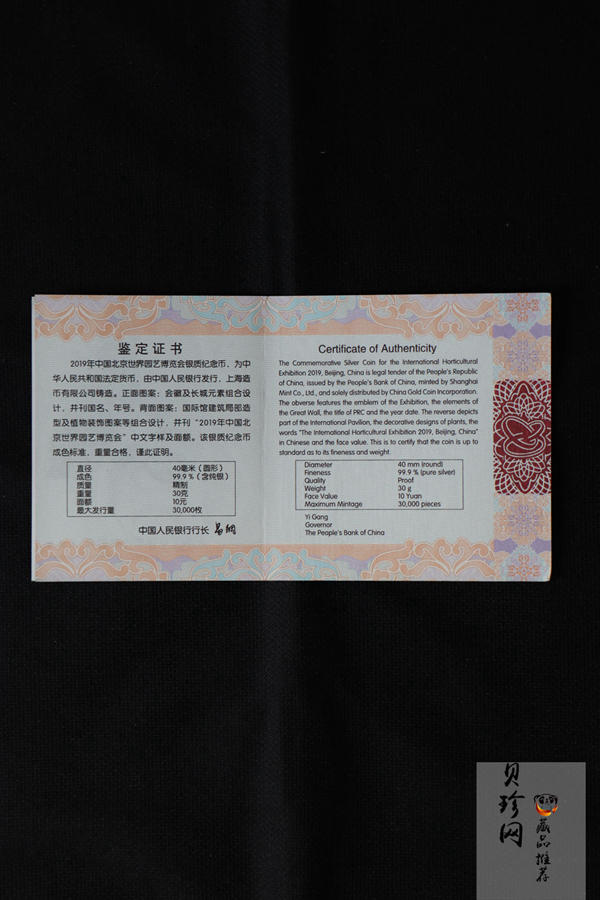 鉴定证书
2019年中国北京世界园艺博览会银质纪念币，为中
华人民共和国法定货币，由中国人民银行发行，上海造
币有限公司铸造。正面图案：会徽及长城元素组合设
计，并刊国名、年号。背面图案：国际馆建筑局部造
型及植物装饰图案等组合设计，并刊“2019年中国北
京世界园艺博览会”中文字样及面额。该银质纪念币
成色标准，重量合格，谨此证明。
直径 40毫米（圆形）
成色 99.9％（含纯银）
质量 精制
重量 30克
面额 10元
最大发行量 30,000枚
中国人民银行行长 易纲
Certificate of Authenticity
The Commemorative Silver Coin for the International Horticultural
Exhibition 2019, Beijing, China is legal tender of the People's Republic
of China, issued by the People's Bank of China, minted by Shanghai
Mint Co., Ltd., and solely distributed by China Gold Coin Incorporation.
The obverse features the emblem of the Exhibition, the elements of
the Great Wall, the title of PRC and the year date. The reverse depicts
part of the International Pavilion, the decorative designs of plants, the
words "The International Horticultural Exhibition 2019, Beijing, China"
in Chinese and the face value. This is to certify that the coin is up to
standard as to its fineness and weight.
Diameter 40 mm (round)
Fineness 99.9 % (pure silver)
Quality Proof
Weight 30 g
Face Value 10 Yuan
Maximum Mintage 30,000 pieces
Yi Gang
Governor
The People's Bank of China
贝珍网
藏品推荐